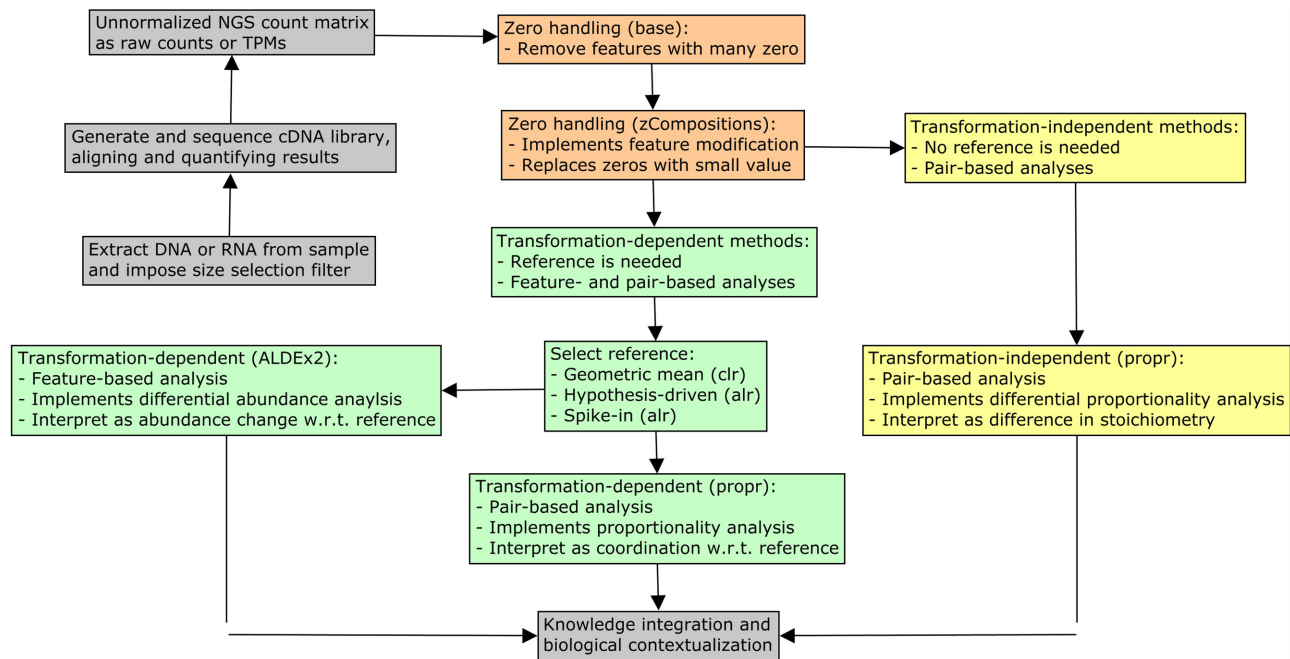 Unnormalized NGS count matrix
as raw counts or TPMs
Zero handling (base):
- Remove features with many zero
Generate and sequence cDNA library,
aligning and quantifying results
Zero handling (zCompositions):
- Implements feature modification
- Replaces zeros with small value
Transformation-independent methods:
- No reference is needed
- Pair-based analyses
Extract DNA or RNA from sample
and impose size selection filter
Transformation-dependent methods:
- Reference is needed
- Feature- and pair-based analyses
Transformation-dependent (ALDEx2):
- Feature-based analysis
- Implements differential abundance anaylsis
- Interpret as abundance change w.r.t. reference
Select reference:
- Geometric mean (clr)
- Hypothesis-driven (alr)
- Spike-in (alr)
Transformation-independent (propr):
- Pair-based analysis
- Implements differential proportionality analysis
- Interpret as difference in stoichiometry
Transformation-dependent (propr):
- Pair-based analysis
- Implements proportionality analysis
- Interpret as coordination w.r.t. reference
Knowledge integration and
biological contextualization